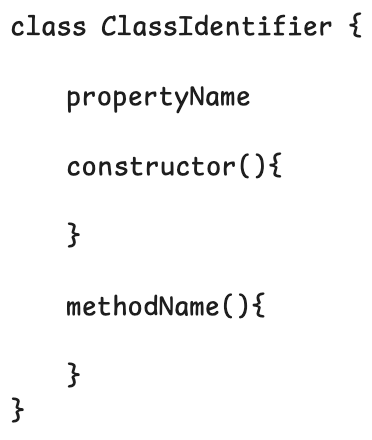 class ClassIdentifier {
propertyName
constructor(){
}
methodName(){
}
}